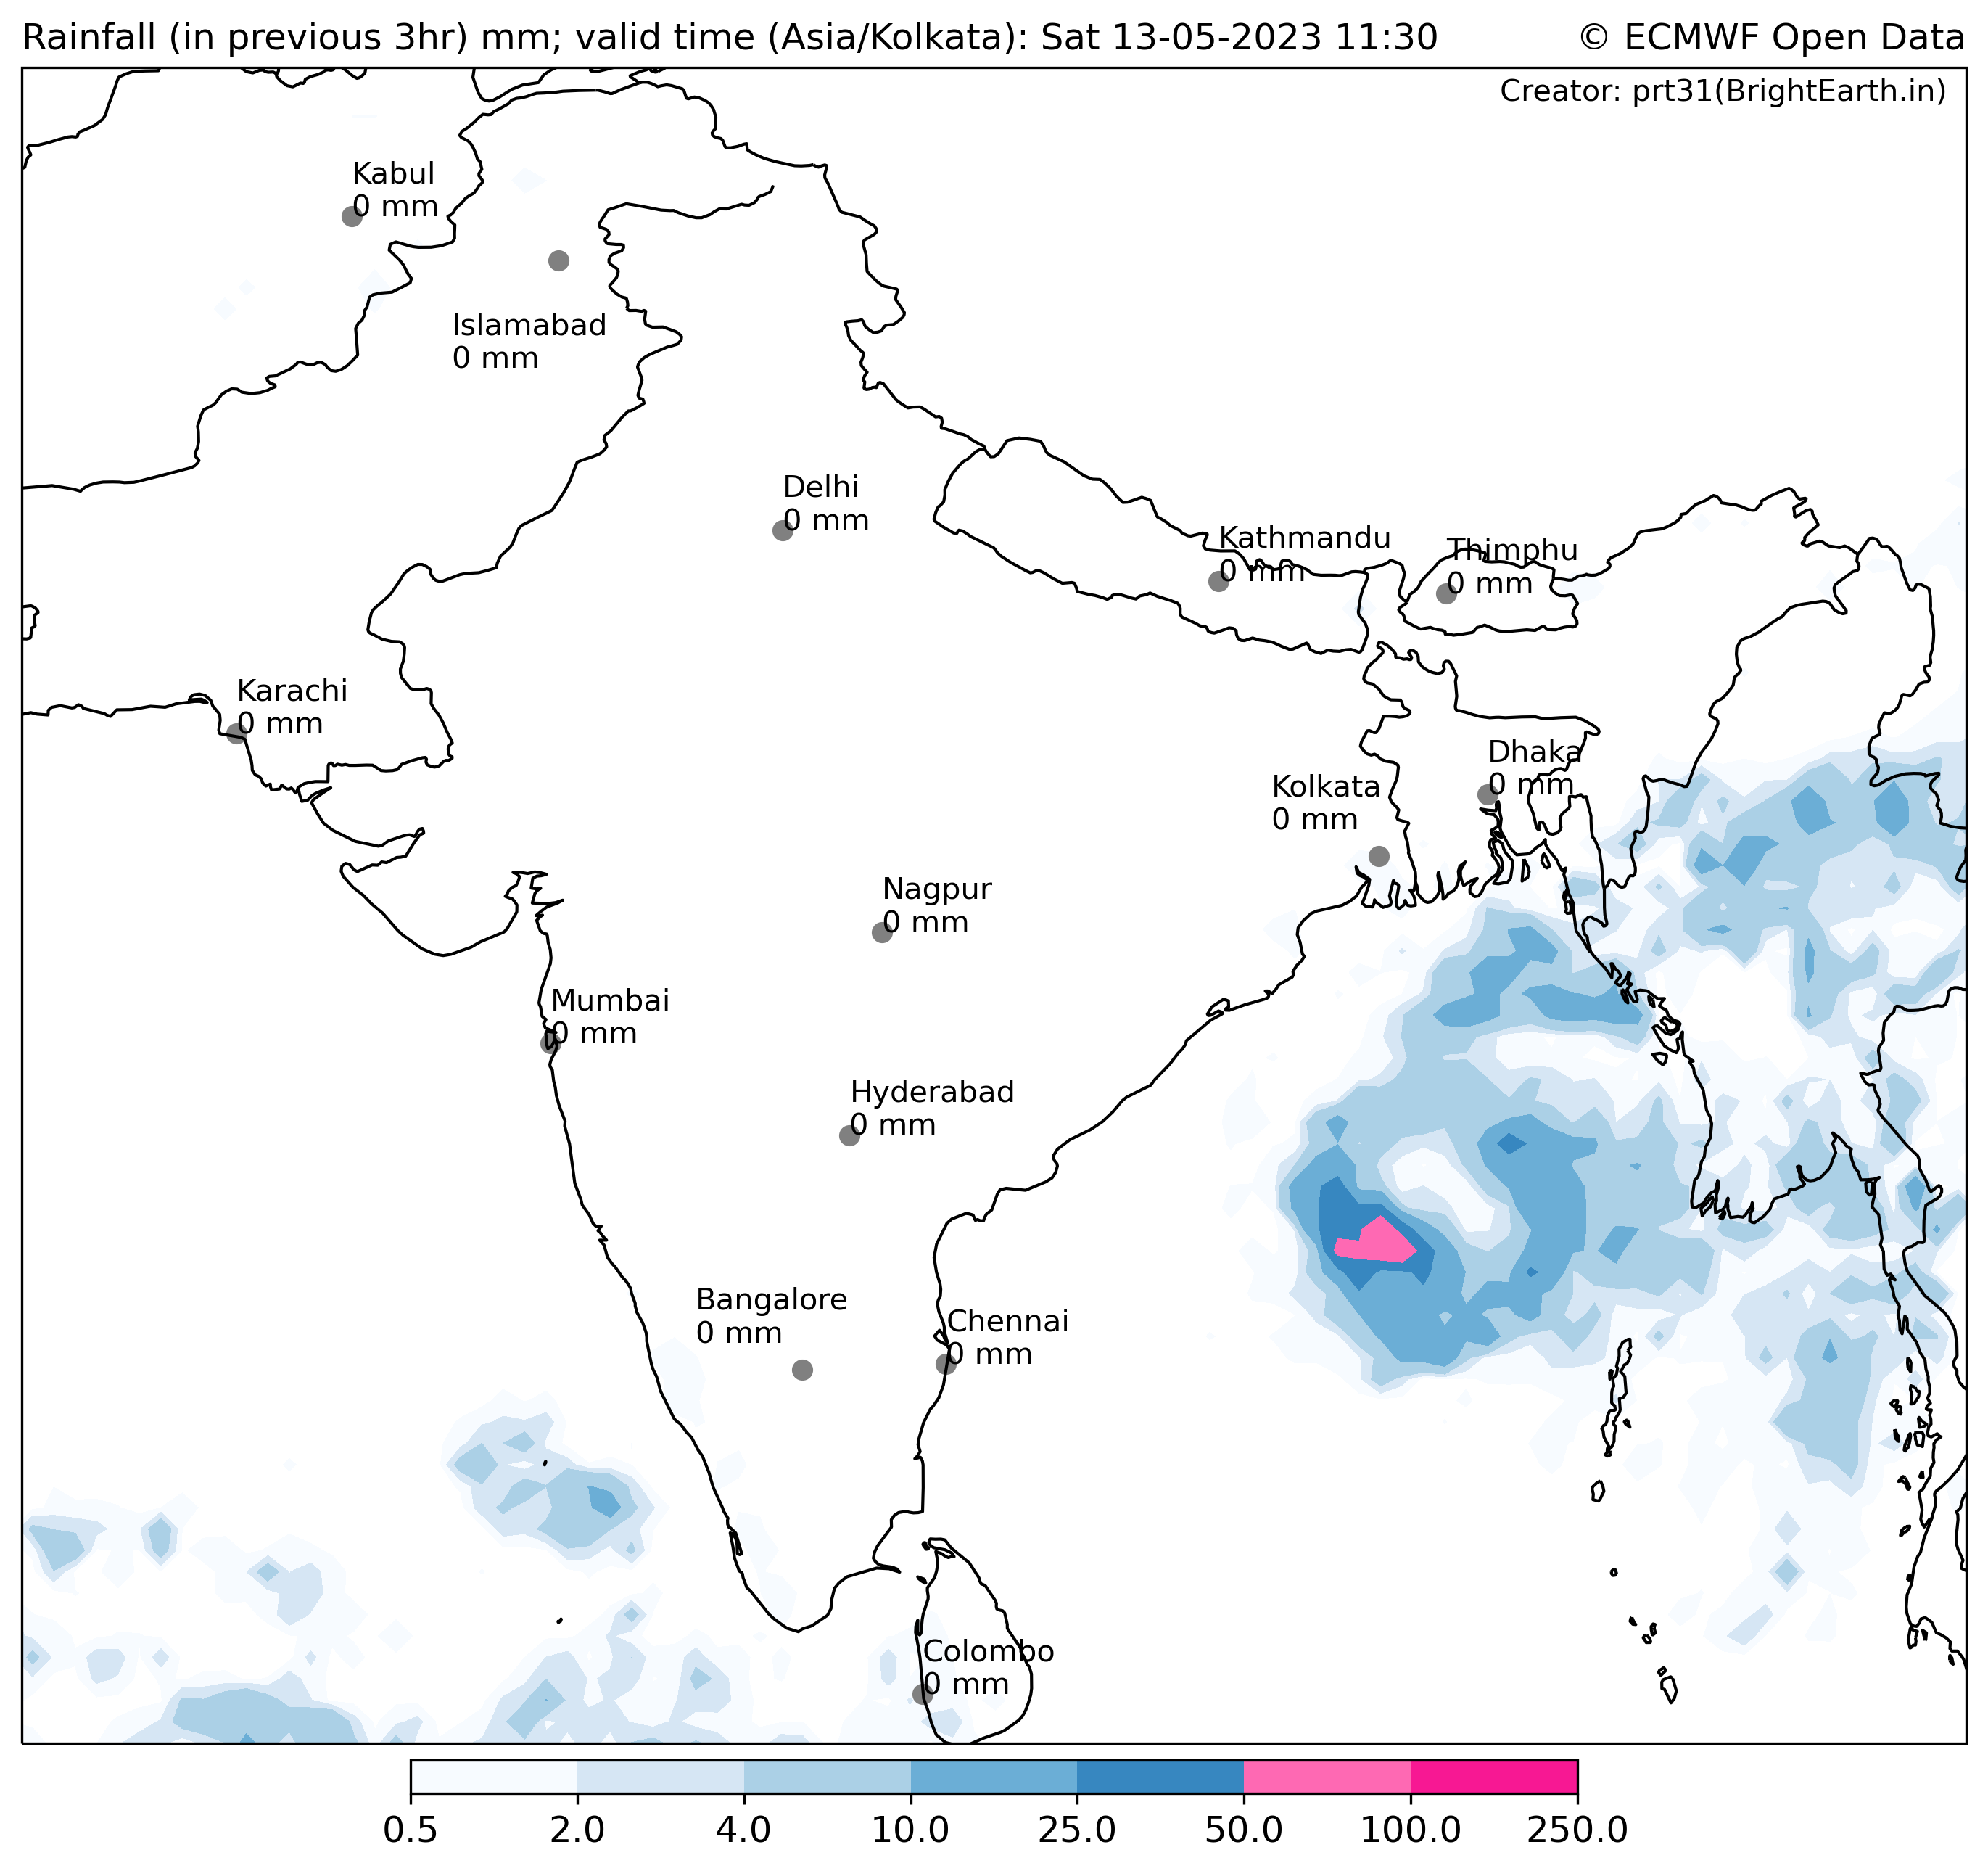 Rainfall (in previous 3hr) mm; valid time (Asia/Kolkata): Sat 13-05-2023 11:30
© ECMWF Open Data
Creator: prt31(BrightEarth.in)
Kabul
0 mm
Islamabad
0 mm
Delhi
0 mm
Kathmandu
0 mm
Thimphu
0 mm
Karachi
0 mm
Dhaka
0 mm
Kolkata
0 mm
Nagpur
0 mm
Mumbai
0 mm
Hyderabad
0 mm
Bangalore
0 mm
Chennai
0 mm
Colombo
0 mm
0.5 2.0 4.0 10.0 25.0 50.0 100.0 250.0